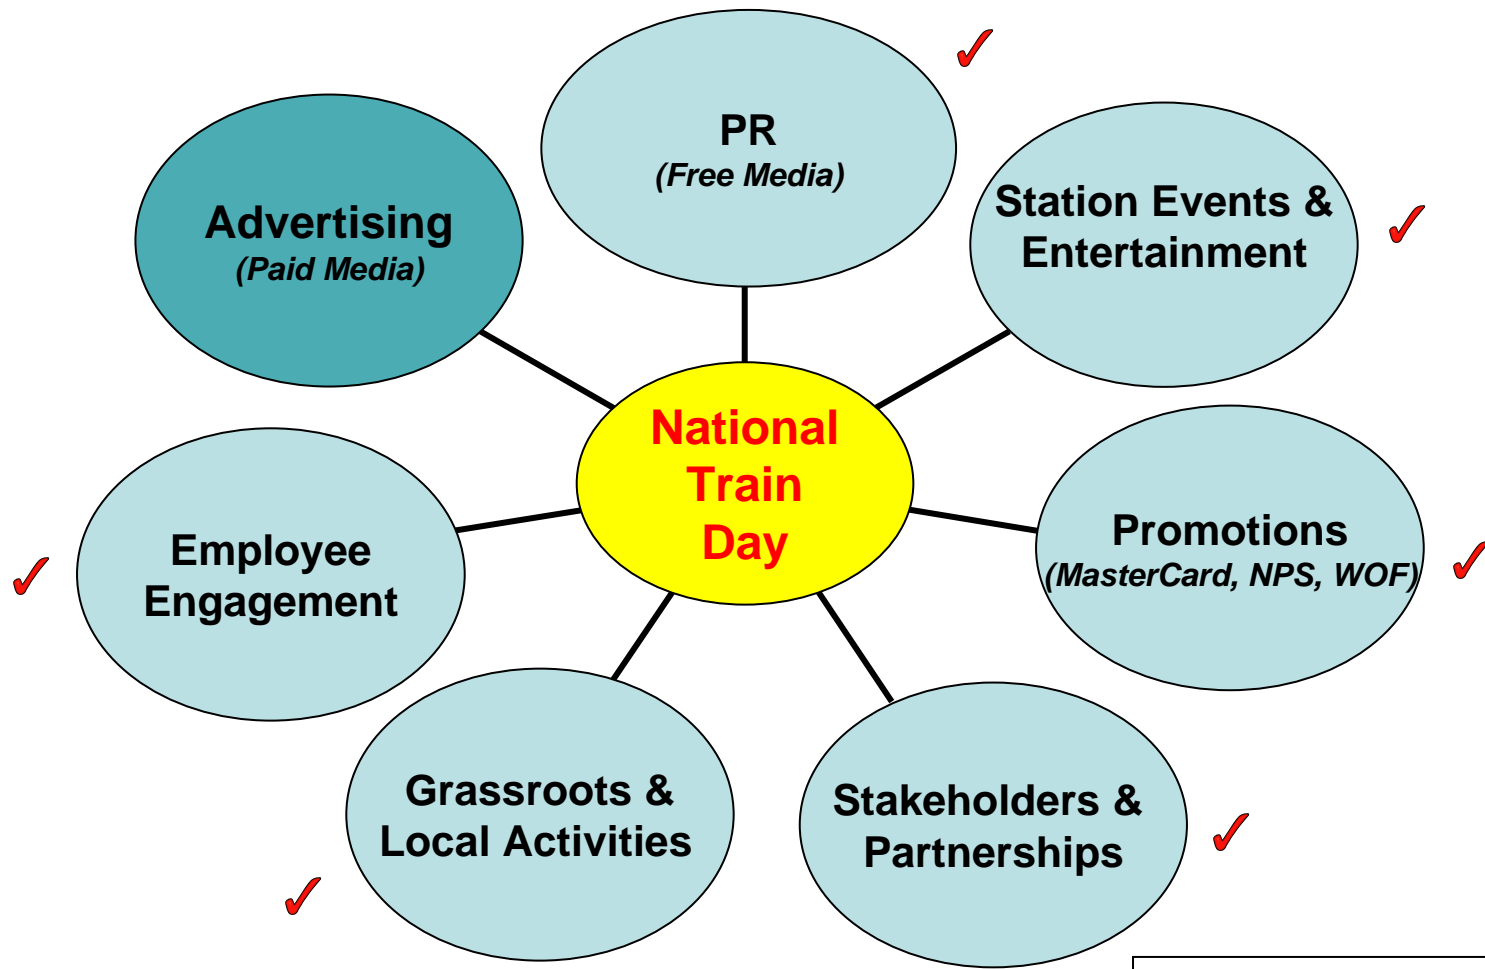 PR
(Free Media)
Advertising
(Paid Media)
Station Events &
Entertainment
National
Train
Day
Promotions
(MasterCard, NPS, WOF)
Employee
Engagement
Grassroots &
Local Activities
Stakeholders &
Partnerships